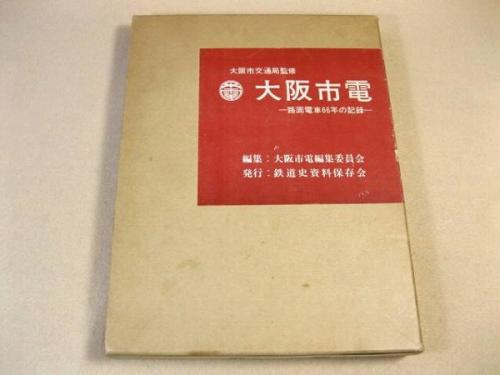 大阪市交通局監修
大阪市電
―路面電車66年の記録―
編集：大阪市電編集委員会
発行：鉄道史資料保存会